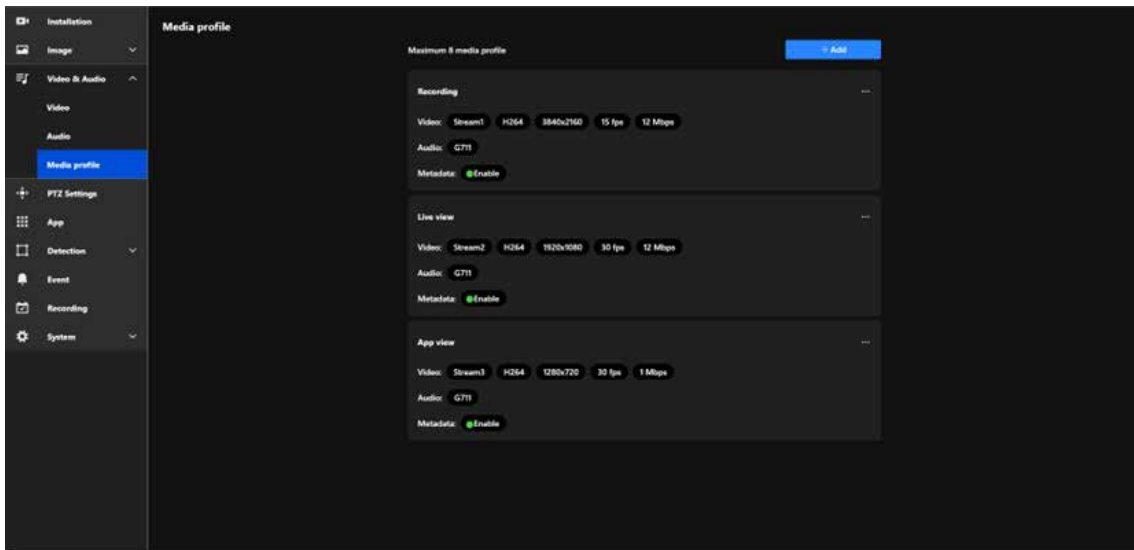 Installation
Image
Video & Audio
Video
Audio
Media profile
PTZ Settings
App
Detection
Event
Recording
System
Media profile
Maximum 8 media profile
+ Add
Recording
Video: Stream1 H264 3840x2160 15 fps 12 Mbps
Audio: G711
Metadata: Enable
Live view
Video: Stream2 H264 1920x1080 30 fps 12 Mbps
Audio: G711
Metadata: Enable
App view
Video: Stream3 H264 1280x720 30 fps 1 Mbps
Audio: G711
Metadata: Enable